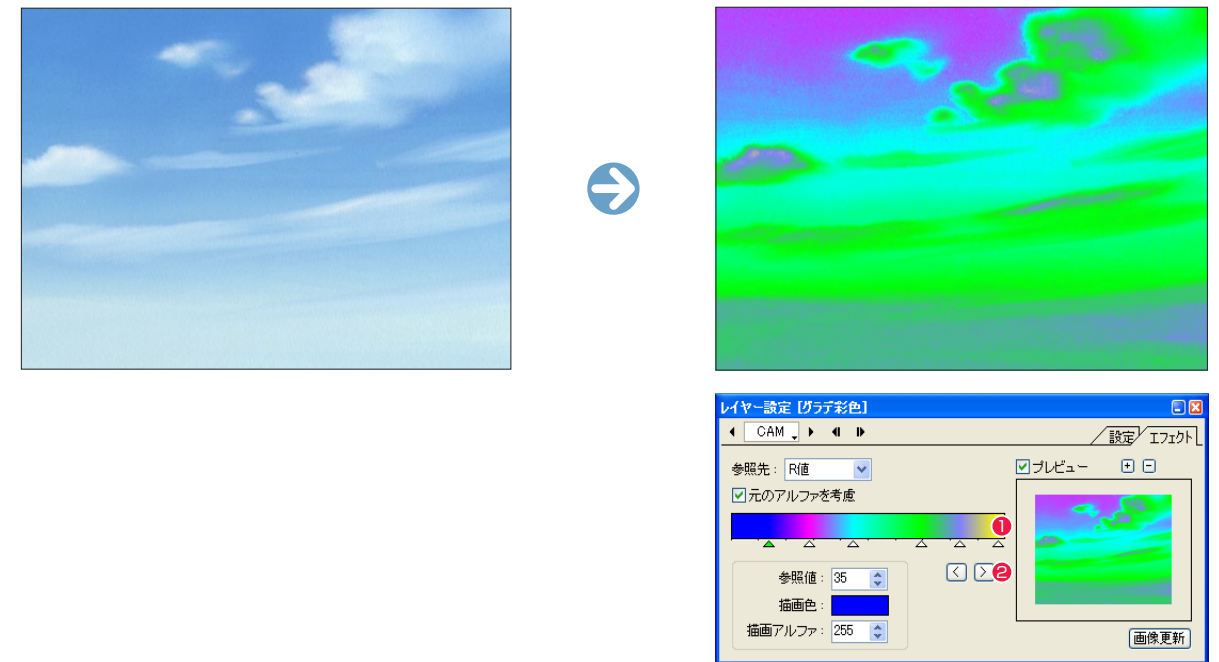 レイヤー設定 [グラデ彩色]
CAM
設定 エフェクト
参照先： R値
プレビュー
元のアルファを考慮
1
2
参照値： 35
描画色：
描画アルファ： 255
画像更新